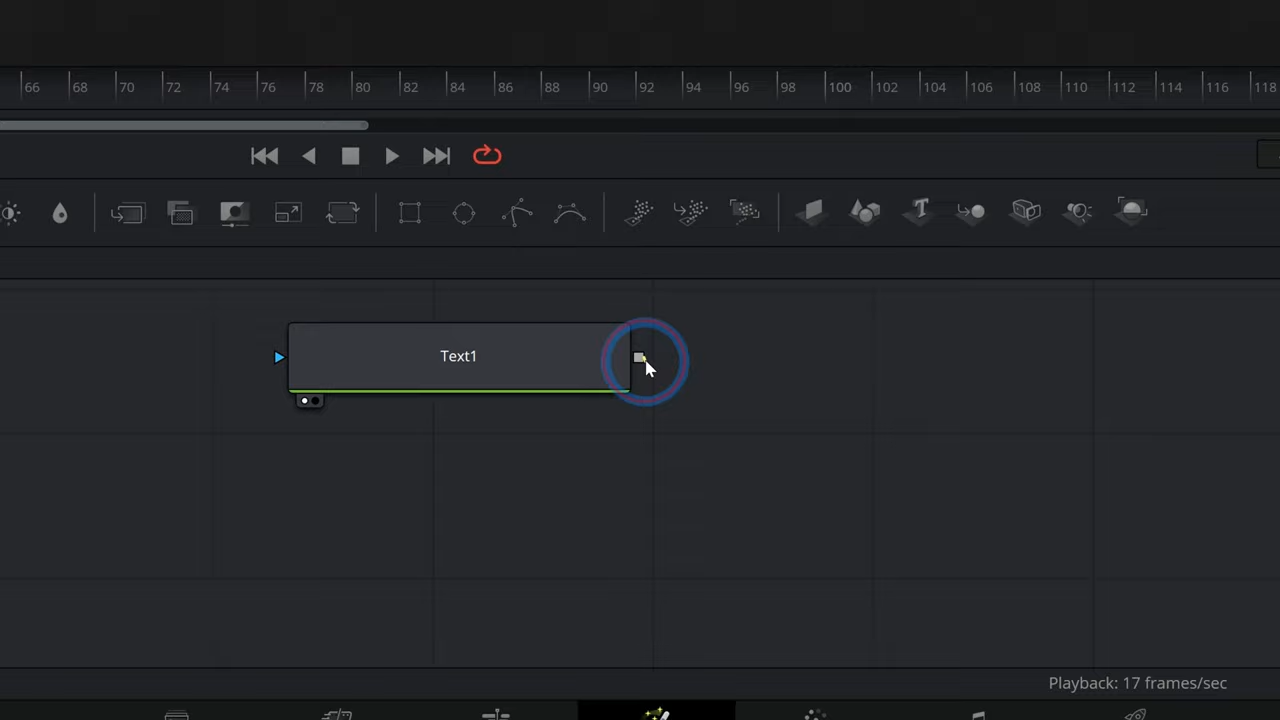 66 68 70 72 74 76 78 80 82 84 86 88 90 92 94 96 98 100 102 104 106 108 110 112 114 116 118
T
Text1
Playback: 17 frames/sec